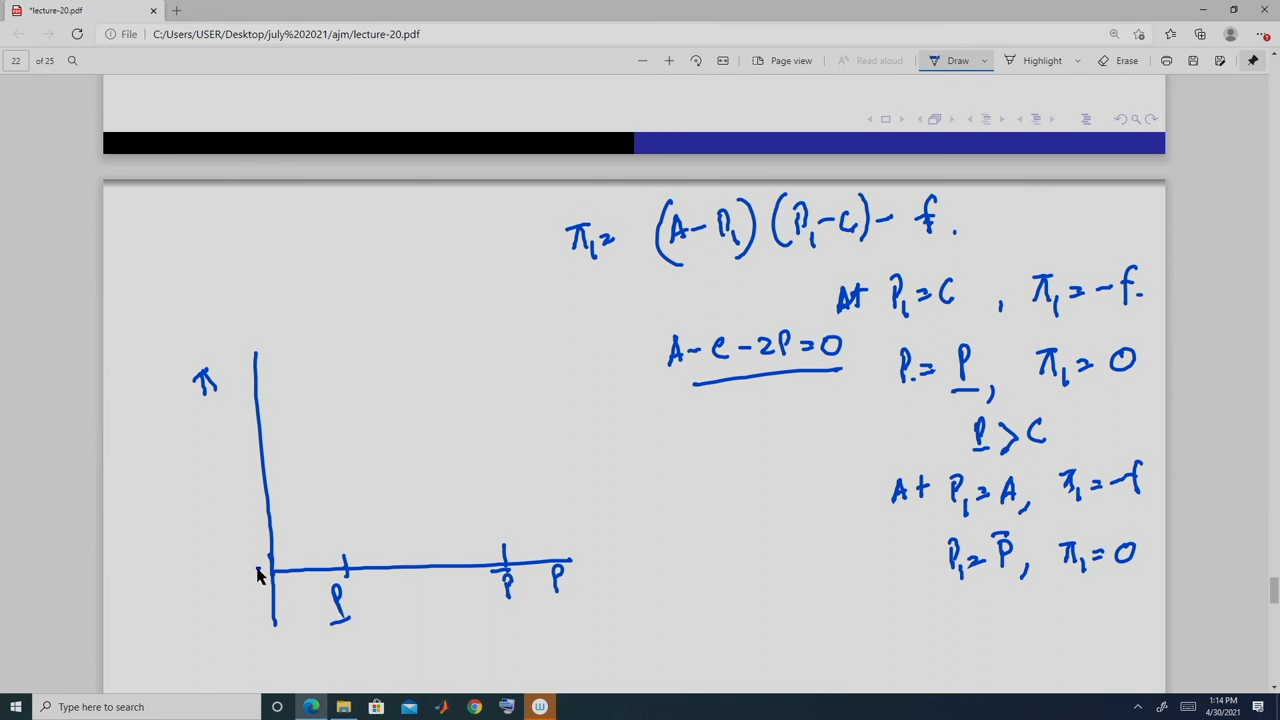 *lecture-20.pdf
File C:/Users/USER/Desktop/july%202021/ajm/lecture-20.pdf
22 of 25 Page view Read aloud Draw Highlight Erase
π₁= (A-P₁) (P₁-C) - f.
At P₁=C , π₁=-f.
A-c-2P=0
P.= P̲, π₁=0
π
P̲>C
At P₁=A, π₁=-f
P₁=P̄, π₁=0
P̲ P̄ P
Type here to search
1:14 PM
4/30/2021